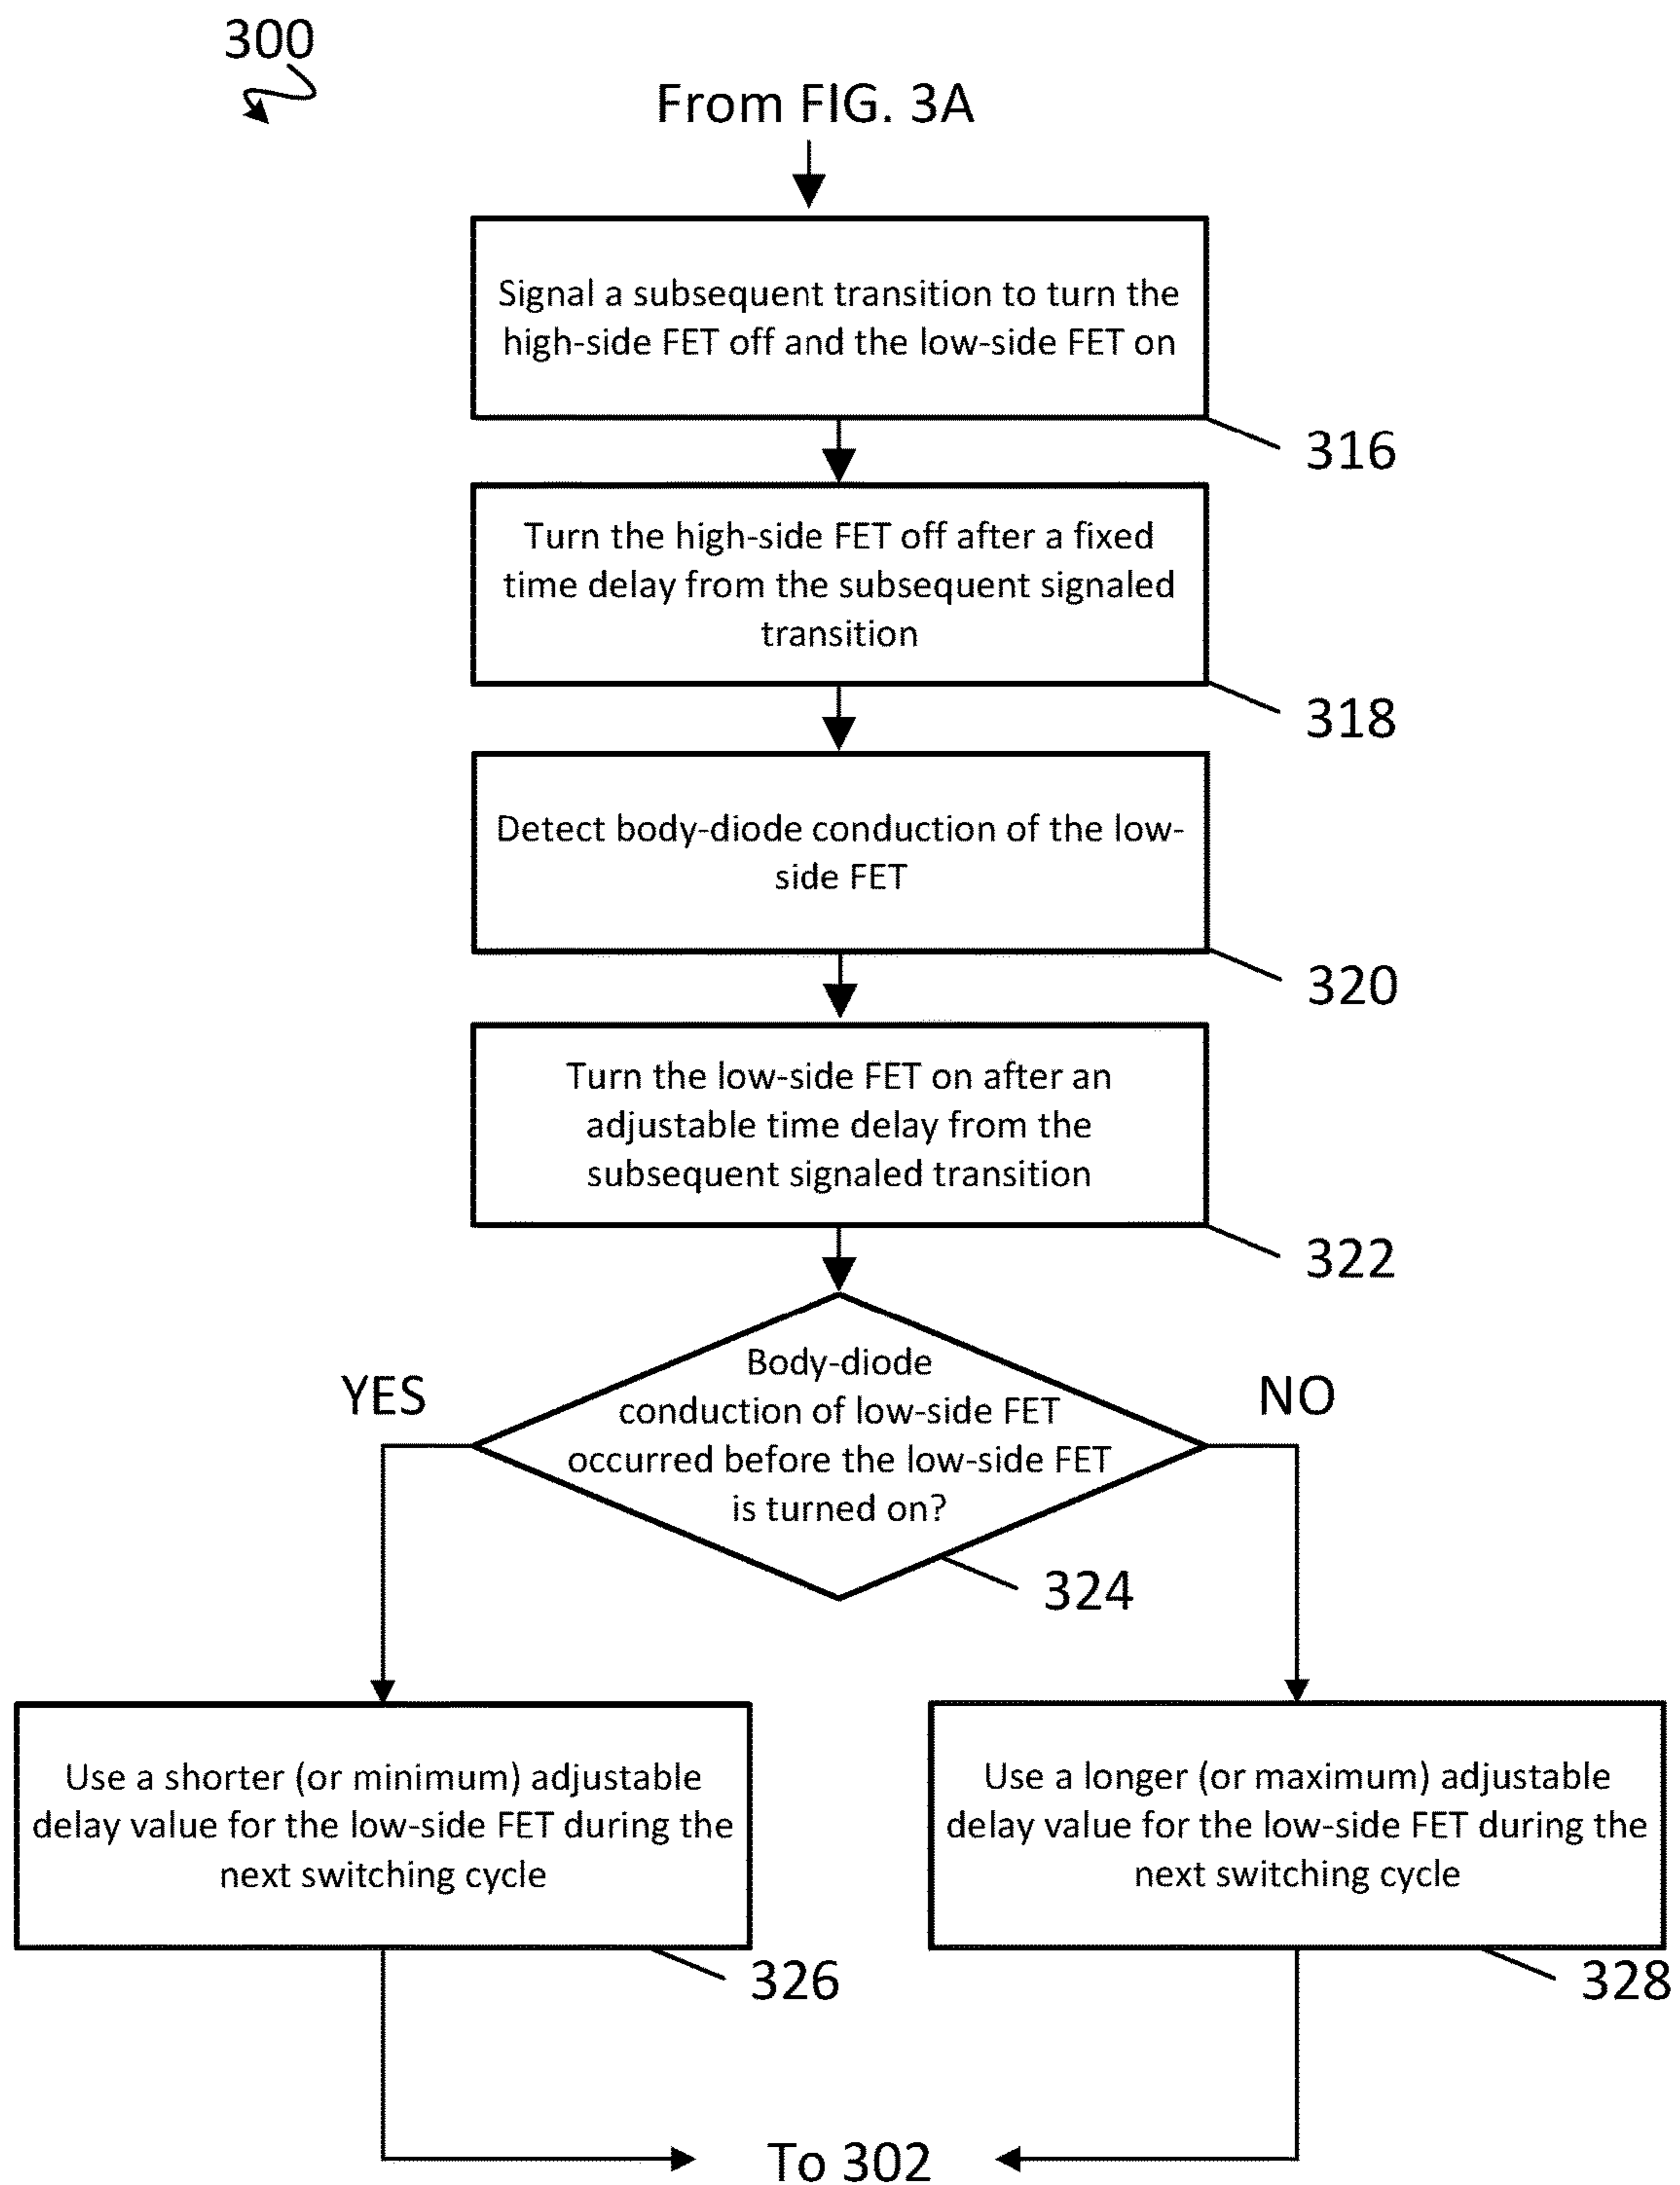 300
From FIG. 3A
Signal a subsequent transition to turn the
high-side FET off and the low-side FET on
316
Turn the high-side FET off after a fixed
time delay from the subsequent signaled
transition
318
Detect body-diode conduction of the low-
side FET
320
Turn the low-side FET on after an
adjustable time delay from the
subsequent signaled transition
322
Body-diode
conduction of low-side FET
occurred before the low-side FET
is turned on?
YES
NO
324
Use a shorter (or minimum) adjustable
delay value for the low-side FET during the
next switching cycle
326
Use a longer (or maximum) adjustable
delay value for the low-side FET during the
next switching cycle
328
To 302